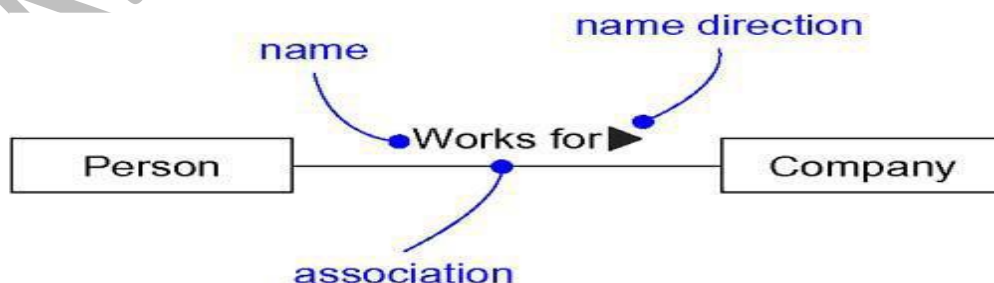 name direction
name
Works for
Person
Company
association